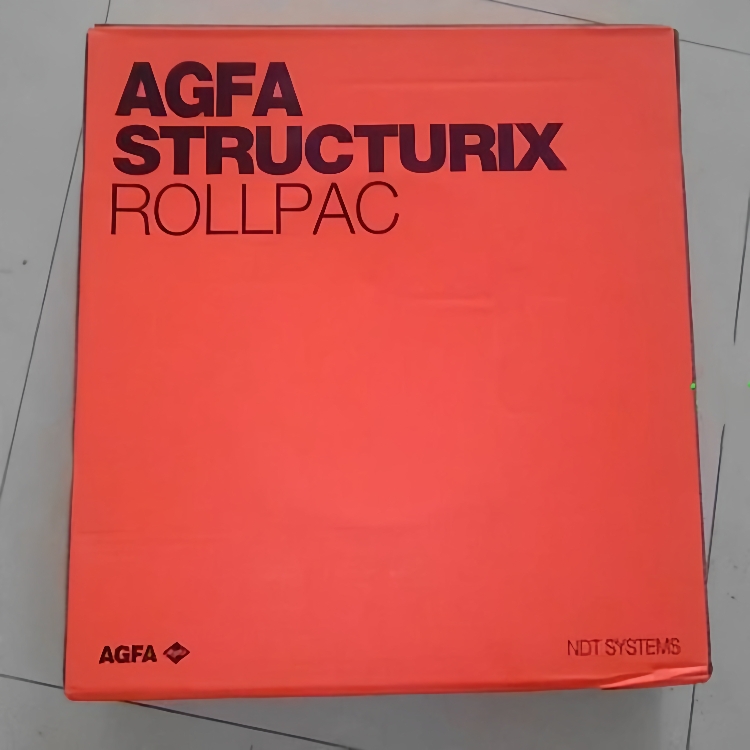 AGFA
STRUCTURIX
ROLLPAC
AGFA
NDT SYSTEMS